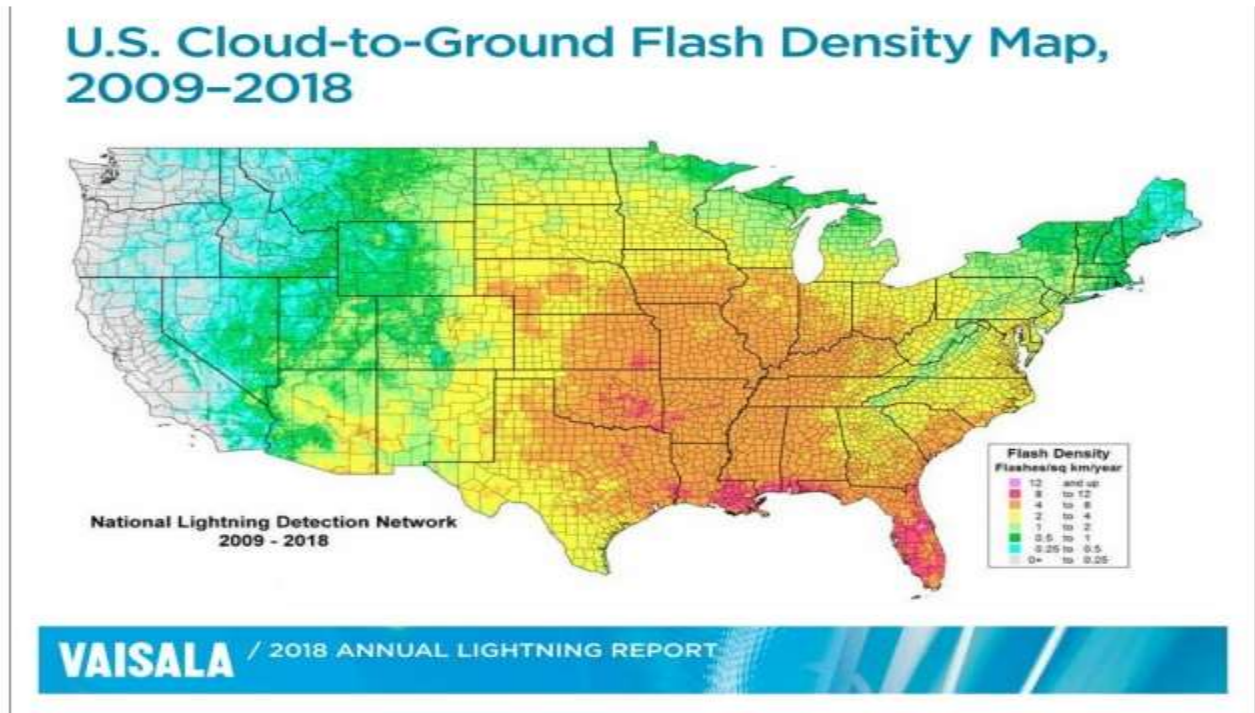 U.S. Cloud-to-Ground Flash Density Map,
2009–2018
National Lightning Detection Network
2009 - 2018
Flash Density
Flashes/sq km/year
12 and up
8 to 12
4 to 8
2 to 4
1 to 2
0.5 to 1
0.25 to 0.5
0+ to 0.25
VAISALA / 2018 ANNUAL LIGHTNING REPORT